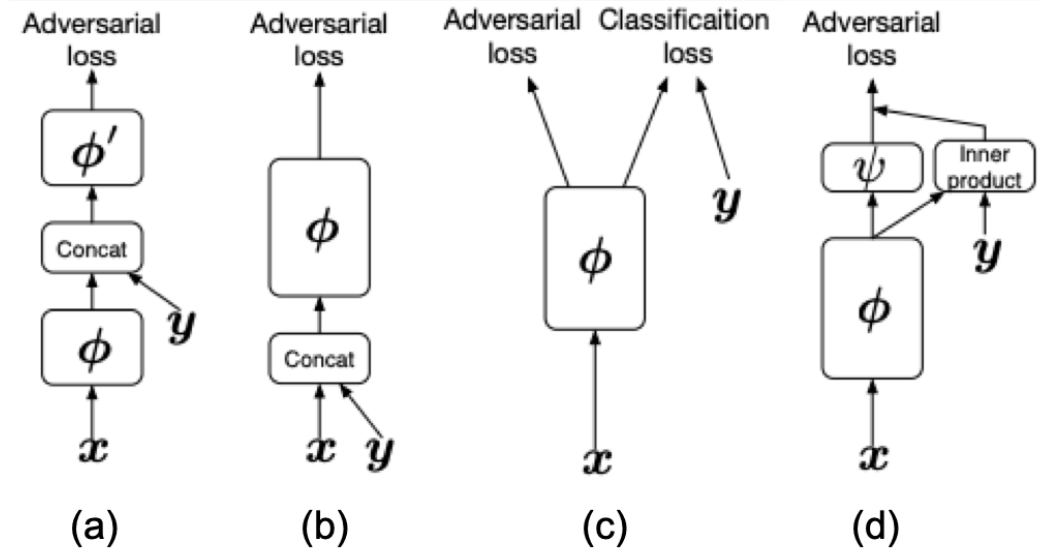 Adversarial
loss
ϕ′
Concat
y
ϕ
x
(a)
Adversarial
loss
ϕ
Concat
x y
(b)
Adversarial
loss
Classificaition
loss
y
ϕ
x
(c)
Adversarial
loss
ψ
Inner
product
y
ϕ
x
(d)